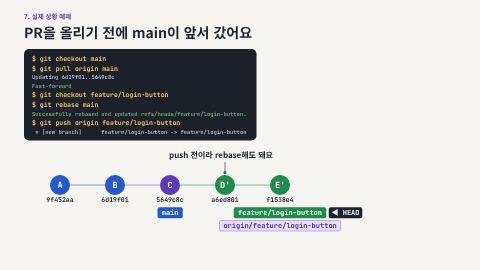 7. 실제 상황 예제
PR을 올리기 전에 main이 앞서 갔어요
$ git checkout main
$ git pull origin main
Updating 6d19f01..5649c8c
Fast-forward
$ git checkout feature/login-button
$ git rebase main
Successfully rebased and updated refs/heads/feature/login-button.
$ git push origin feature/login-button
* [new branch] feature/login-button -> feature/login-button
push 전이라 rebase해도 돼요
A B C D' E'
9f452aa 6d19f01 5649c8c a6ed801 f1538e4
main feature/login-button ◀ HEAD
origin/feature/login-button